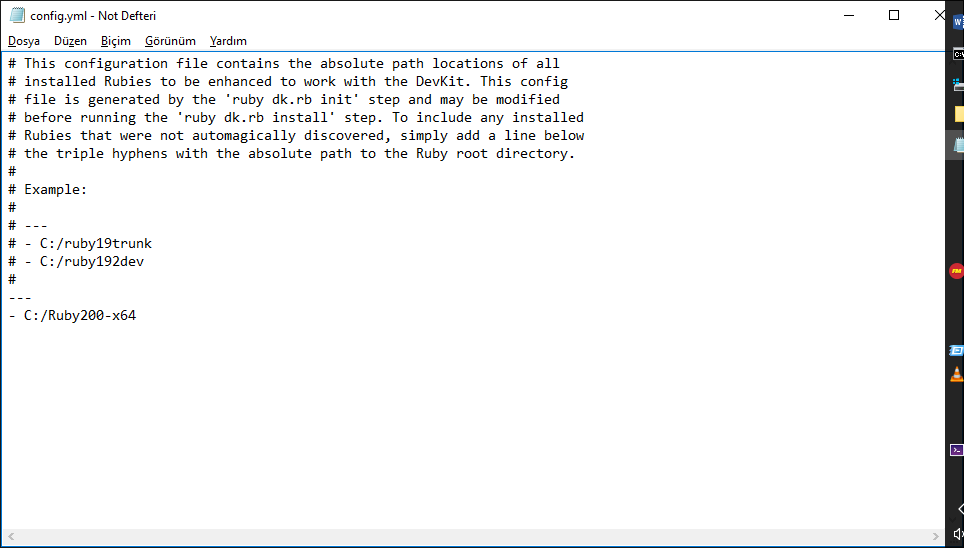 config.yml - Not Defteri
Dosya Düzen Biçim Görünüm Yardım
# This configuration file contains the absolute path locations of all
# installed Rubies to be enhanced to work with the DevKit. This config
# file is generated by the 'ruby dk.rb init' step and may be modified
# before running the 'ruby dk.rb install' step. To include any installed
# Rubies that were not automagically discovered, simply add a line below
# the triple hyphens with the absolute path to the Ruby root directory.
#
# Example:
#
# ---
# - C:/ruby19trunk
# - C:/ruby192dev
#
---
- C:/Ruby200-x64